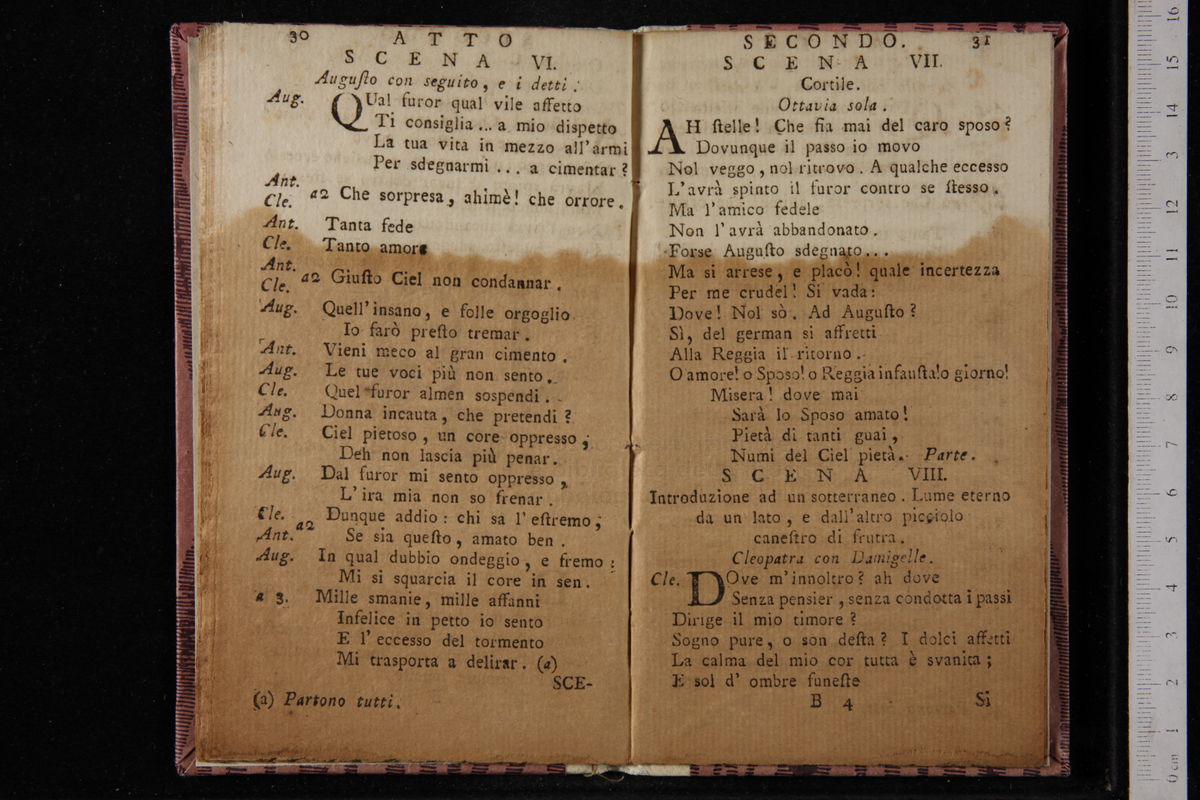 30 ATTO
SCENA VI.
Auguſto con seguito, e i detti.
Aug. QUal furor qual vile affetto
Ti consiglia... a mio dispetto
La tua vita in mezzo all'armi
Per sdegnarmi... a cimentar?
Ant.
Cle. a2 Che sorpresa, ahimè! che orrore.
Ant. Tanta fede
Cle. Tanto amore
Ant.
Cle. a2 Giuſto Ciel non condannar.
Aug. Quell'insano, e folle orgoglio
Io farò preſto tremar.
Ant. Vieni meco al gran cimento.
Aug. Le tue voci più non sento.
Cle. Quel furor almen sospendi.
Aug. Donna incauta, che pretendi?
Cle. Ciel pietoso, un core oppresso,
Deh non lascia più penar.
Aug. Dal furor mi sento oppresso,
L'ira mia non so frenar.
Cle. a2 Dunque addio: chi sa l'eſtremo,
Ant. Se sia queſto, amato ben.
Aug. In qual dubbio ondeggio, e fremo:
Mi si squarcia il core in sen.
a 3. Mille smanie, mille affanni
Infelice in petto io sento
E l'eccesso del tormento
Mi trasporta a delirar. (a)
SCE-
(a) Partono tutti.
SECONDO. 31
SCENA VII.
Cortile.
Ottavia sola.
AH ſtelle! Che fia mai del caro sposo?
Dovunque il passo io movo
Nol veggo, nol ritrovo. A qualche eccesso
L'avrà spinto il furor contro se ſtesso.
Ma l'amico fedele
Non l'avrà abbandonato.
Forse Auguſto sdegnato...
Ma si arrese, e placò! quale incertezza
Per me crudel! Si vada:
Dove! Nol sò. Ad Auguſto?
Sì, del german si affretti
Alla Reggia il ritorno.
O amore! o Sposo! o Reggia infauſta! o giorno!
Misera! dove mai
Sarà lo Sposo amato!
Pietà di tanti guai,
Numi del Ciel pietà. Parte.
SCENA VIII.
Introduzione ad un sotterraneo. Lume eterno
da un lato, e dall'altro picciolo
caneſtro di frutra.
Cleopatra con Damigelle.
Cle. DOve m'innoltro? ah dove
Senza pensier, senza condotta i passi
Dirige il mio timore?
Sogno pure, o son deſta? I dolci affetti
La calma del mio cor tutta è svanita;
E sol d'ombre funeſte
B 4 Si